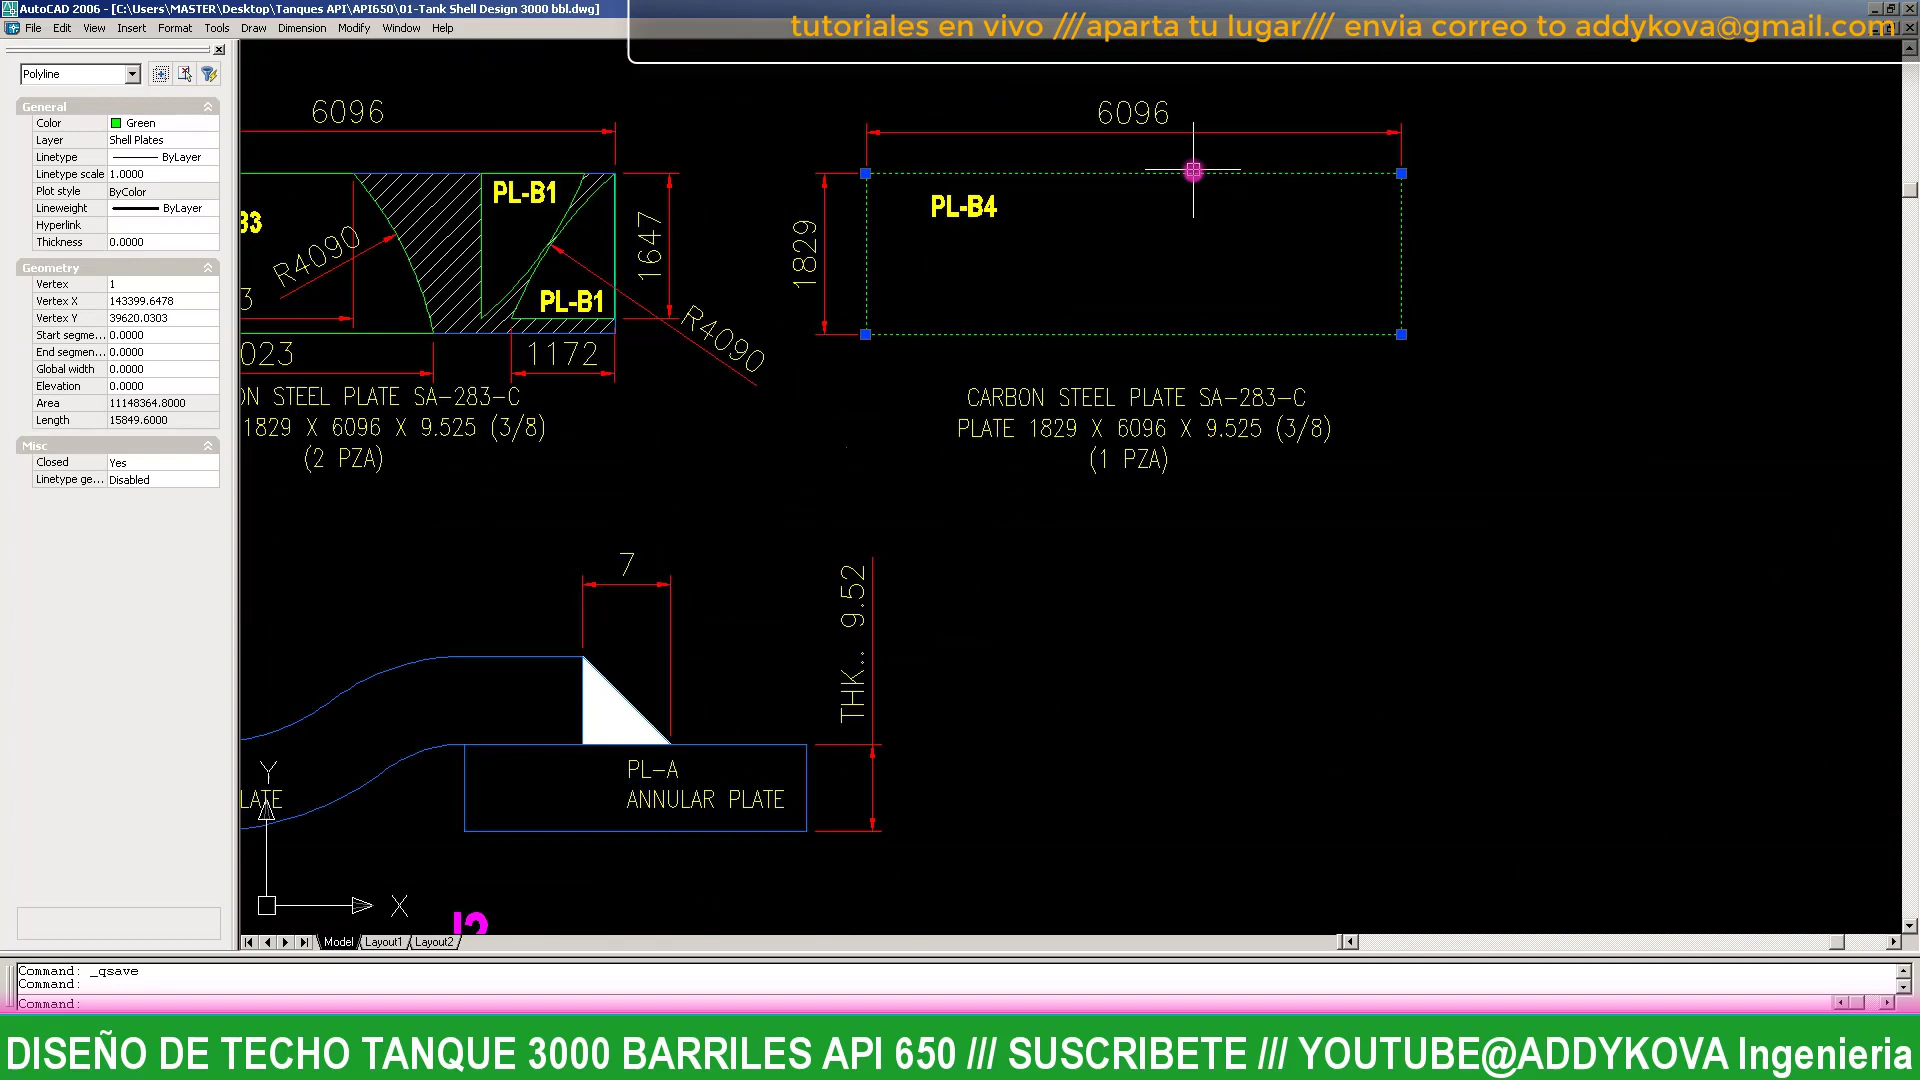 AutoCAD 2006 - [C:\Users\MASTER\Desktop\Tanques API\API650\01-Tank Shell Design 3000 bbl.dwg]
tutoriales en vivo ///aparta tu lugar/// envia correo to addykova@gmail.com
File Edit View Insert Format Tools Draw Dimension Modify Window Help
Polyline
General
Color Green
Layer Shell Plates
Linetype ByLayer
Linetype scale 1.0000
Plot style ByColor
Lineweight ByLayer
Hyperlink
Thickness 0.0000
Geometry
Vertex 1
Vertex X 143399.6478
Vertex Y 39620.0303
Start segme... 0.0000
End segmen... 0.0000
Global width 0.0000
Elevation 0.0000
Area 11148364.8000
Length 15849.6000
Misc
Closed Yes
Linetype ge... Disabled
6096
6096
PL-B1
PL-B4
B3
R4090
1647
1829
PL-B1
3
R4090
023
1172
ON STEEL PLATE SA-283-C
1829 X 6096 X 9.525 (3/8)
(2 PZA)
CARBON STEEL PLATE SA-283-C
PLATE 1829 X 6096 X 9.525 (3/8)
(1 PZA)
7
THK.. 9.52
PL-A
ANNULAR PLATE
LATE
Y
X
Model Layout1 Layout2
Command: _qsave
Command:
Command:
DISEÑO DE TECHO TANQUE 3000 BARRILES API 650 /// SUSCRIBETE /// YOUTUBE@ADDYKOVA Ingenieria